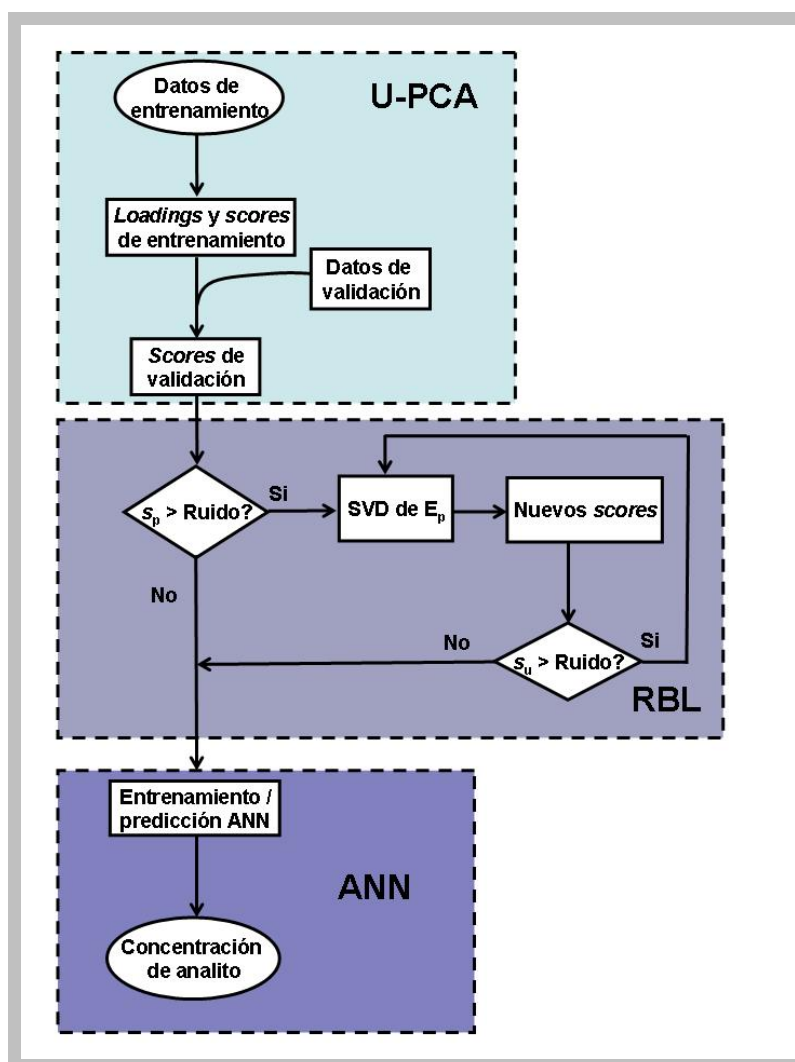 Datos de
entrenamiento
U-PCA
Loadings y scores
de entrenamiento
Datos de
validación
Scores de
validación
sp > Ruido?
Si
SVD de Ep
Nuevos scores
No
No
su > Ruido?
Si
RBL
Entrenamiento /
predicción ANN
ANN
Concentración
de analito